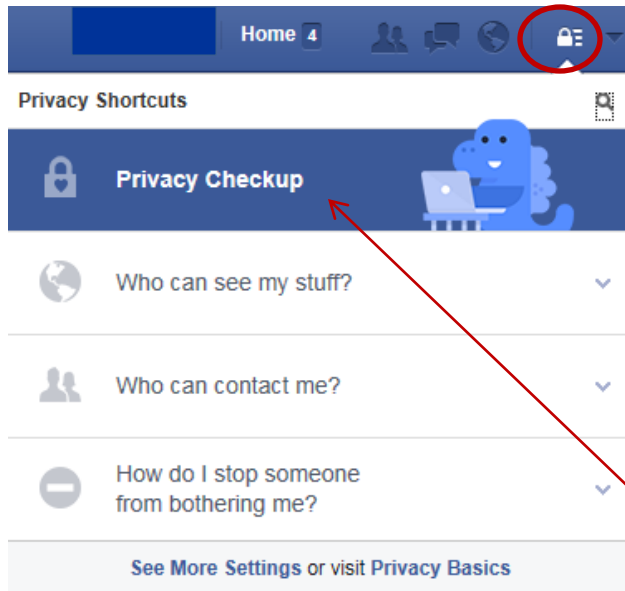 Home 4
Privacy Shortcuts
Privacy Checkup
Who can see my stuff?
Who can contact me?
How do I stop someone
from bothering me?
See More Settings or visit Privacy Basics